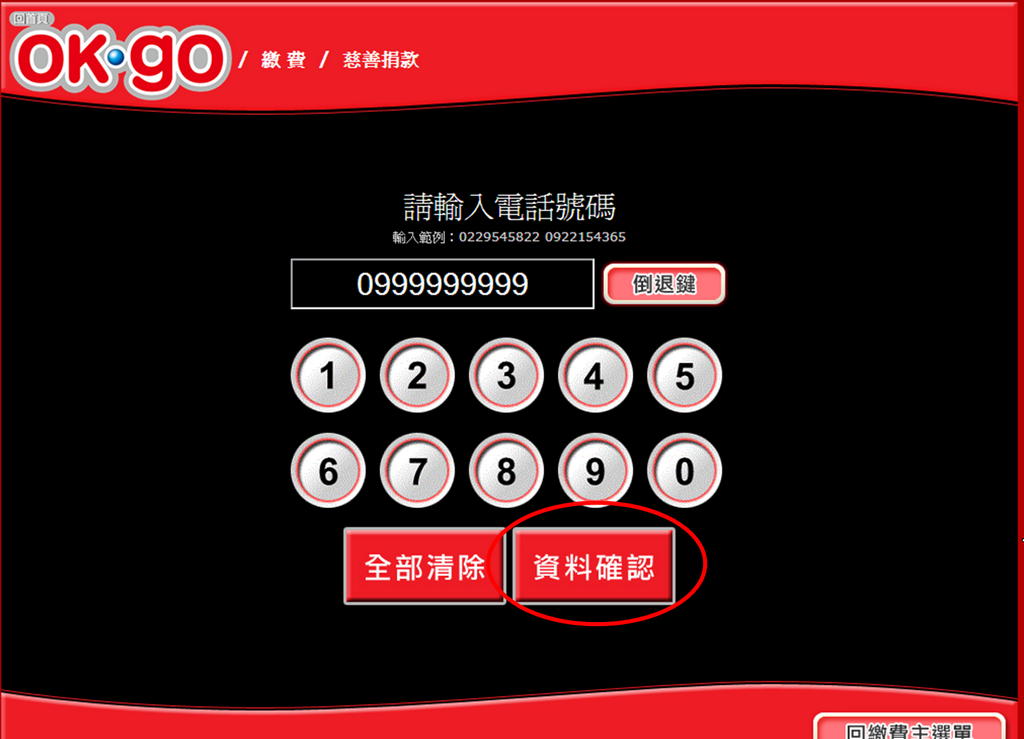 回首頁
OK·go / 繳費 / 慈善捐款
請輸入電話號碼
輸入範例：0229545822 0922154365
0999999999 倒退鍵
1 2 3 4 5
6 7 8 9 0
全部清除 資料確認
回繳費主選單